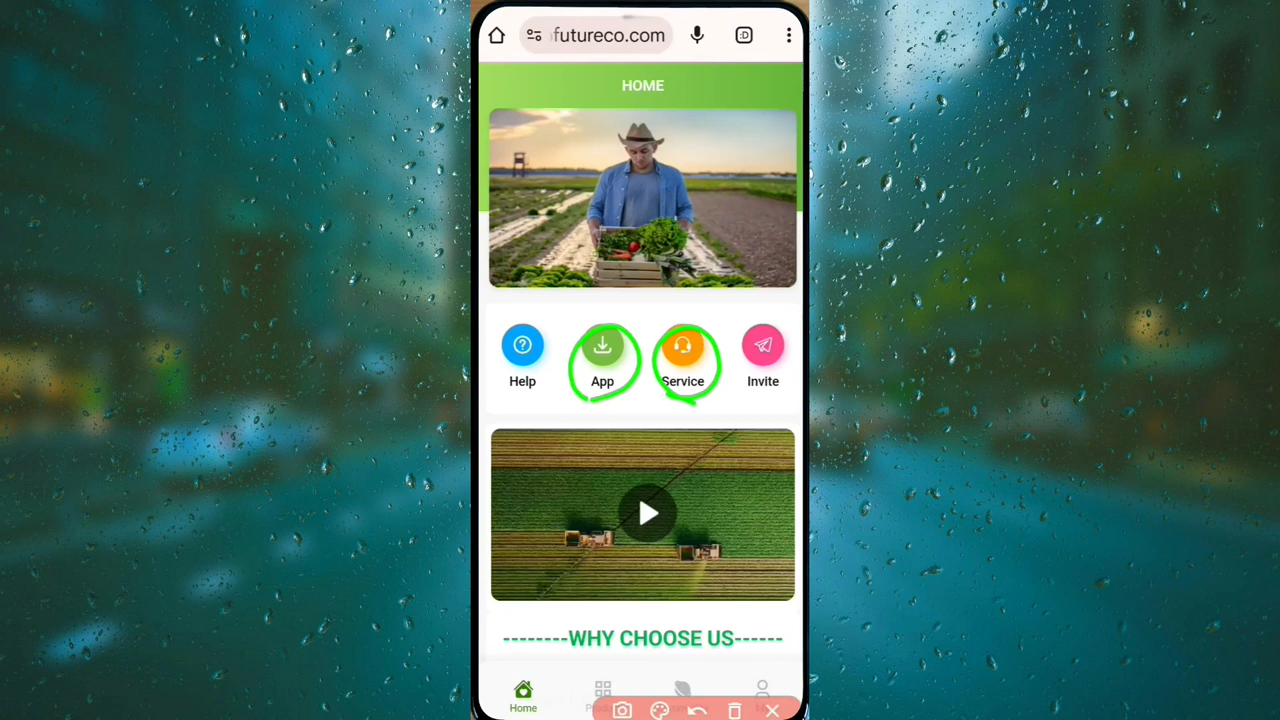 futureco.com
HOME
Help
App
Service
Invite
--------WHY CHOOSE US------
Home